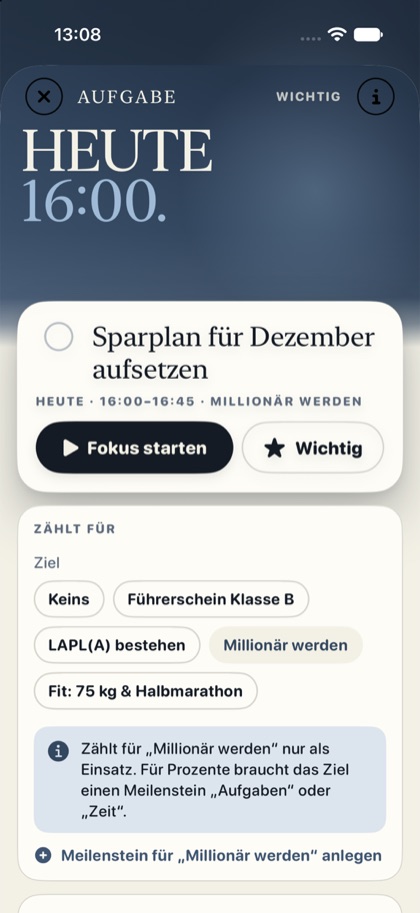 13:08
AUFGABE
WICHTIG
HEUTE
16:00.
Sparplan für Dezember
aufsetzen
HEUTE · 16:00–16:45 · MILLIONÄR WERDEN
Fokus starten
Wichtig
ZÄHLT FÜR
Ziel
Keins
Führerschein Klasse B
LAPL(A) bestehen
Millionär werden
Fit: 75 kg & Halbmarathon
Zählt für „Millionär werden“ nur als
Einsatz. Für Prozente braucht das Ziel
einen Meilenstein „Aufgaben“ oder
„Zeit“.
Meilenstein für „Millionär werden“ anlegen